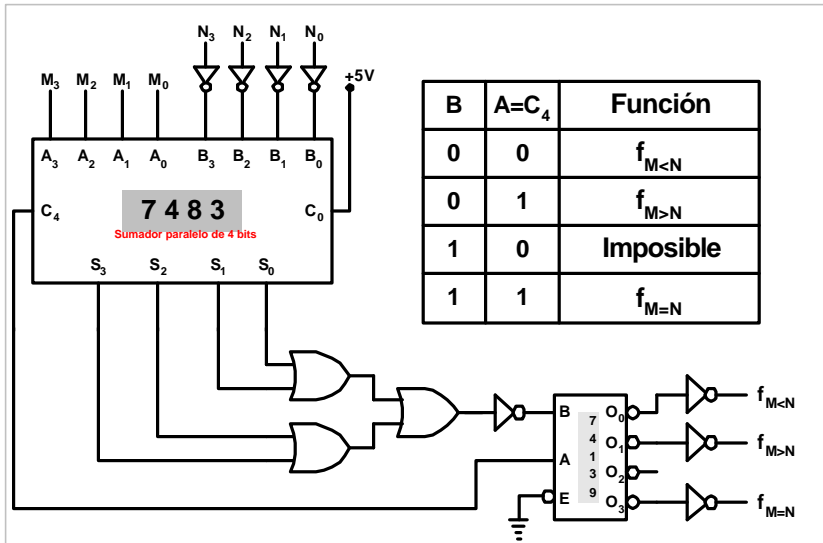 N3 N2 N1 N0
M3 M2 M1 M0 +5V
A3 A2 A1 A0 B3 B2 B1 B0
C4 7 4 8 3 C0
Sumador paralelo de 4 bits
S3 S2 S1 S0
B A=C4 Función
0 0 fM<N
0 1 fM>N
1 0 Imposible
1 1 fM=N
B 7 O0 fM<N
4 O1 fM>N
A 1
3 O2
E 9 O3 fM=N